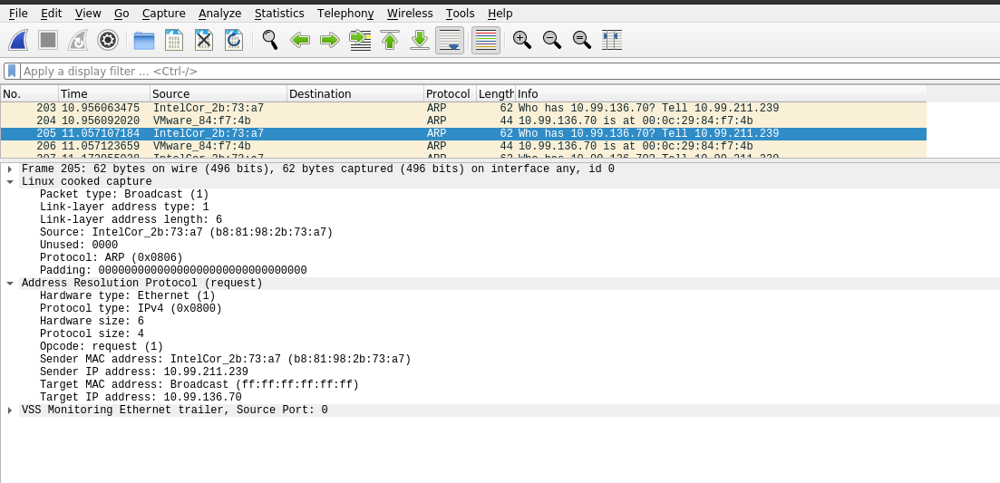 File Edit View Go Capture Analyze Statistics Telephony Wireless Tools Help
Apply a display filter ... <Ctrl-/>
No. Time Source Destination Protocol Length Info
203 10.956063475 IntelCor_2b:73:a7 ARP 62 Who has 10.99.136.70? Tell 10.99.211.239
204 10.956092020 VMware_84:f7:4b ARP 44 10.99.136.70 is at 00:0c:29:84:f7:4b
205 11.057107184 IntelCor_2b:73:a7 ARP 62 Who has 10.99.136.70? Tell 10.99.211.239
206 11.057123659 VMware_84:f7:4b ARP 44 10.99.136.70 is at 00:0c:29:84:f7:4b
Frame 205: 62 bytes on wire (496 bits), 62 bytes captured (496 bits) on interface any, id 0
Linux cooked capture
Packet type: Broadcast (1)
Link-layer address type: 1
Link-layer address length: 6
Source: IntelCor_2b:73:a7 (b8:81:98:2b:73:a7)
Unused: 0000
Protocol: ARP (0x0806)
Padding: 00000000000000000000000000000000
Address Resolution Protocol (request)
Hardware type: Ethernet (1)
Protocol type: IPv4 (0x0800)
Hardware size: 6
Protocol size: 4
Opcode: request (1)
Sender MAC address: IntelCor_2b:73:a7 (b8:81:98:2b:73:a7)
Sender IP address: 10.99.211.239
Target MAC address: Broadcast (ff:ff:ff:ff:ff:ff)
Target IP address: 10.99.136.70
VSS Monitoring Ethernet trailer, Source Port: 0